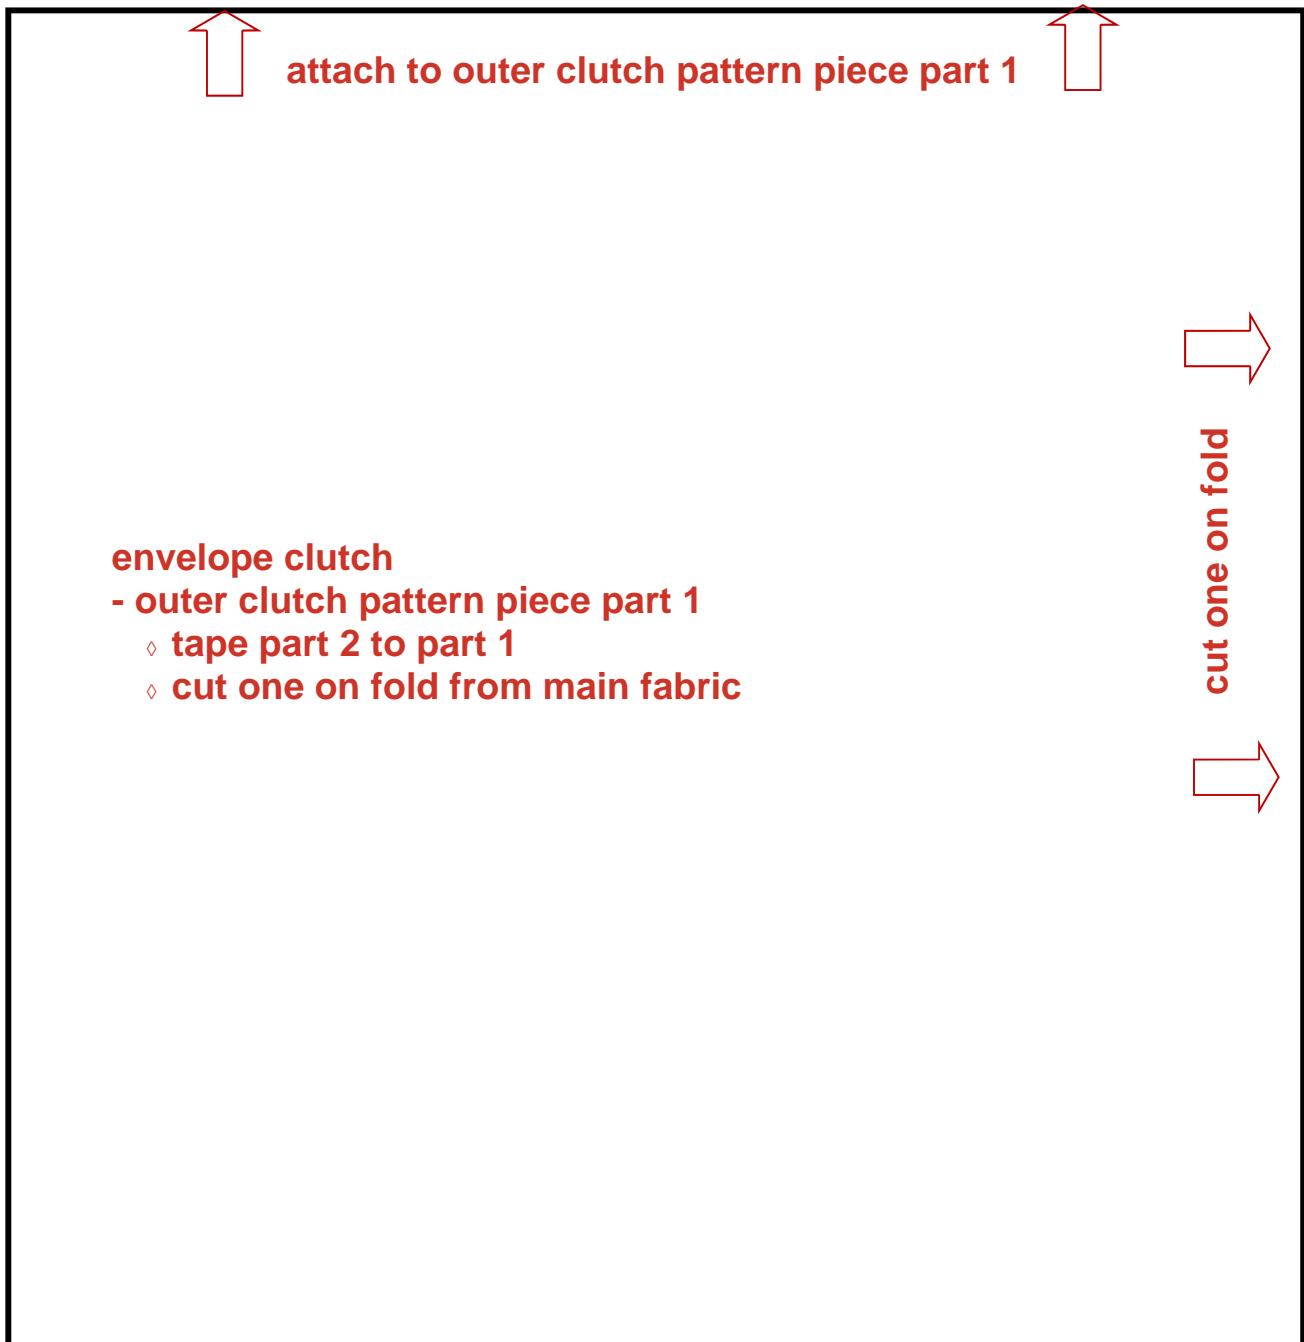 attach to outer clutch pattern piece part 1
cut one on fold
envelope clutch
- outer clutch pattern piece part 1
◊ tape part 2 to part 1
◊ cut one on fold from main fabric